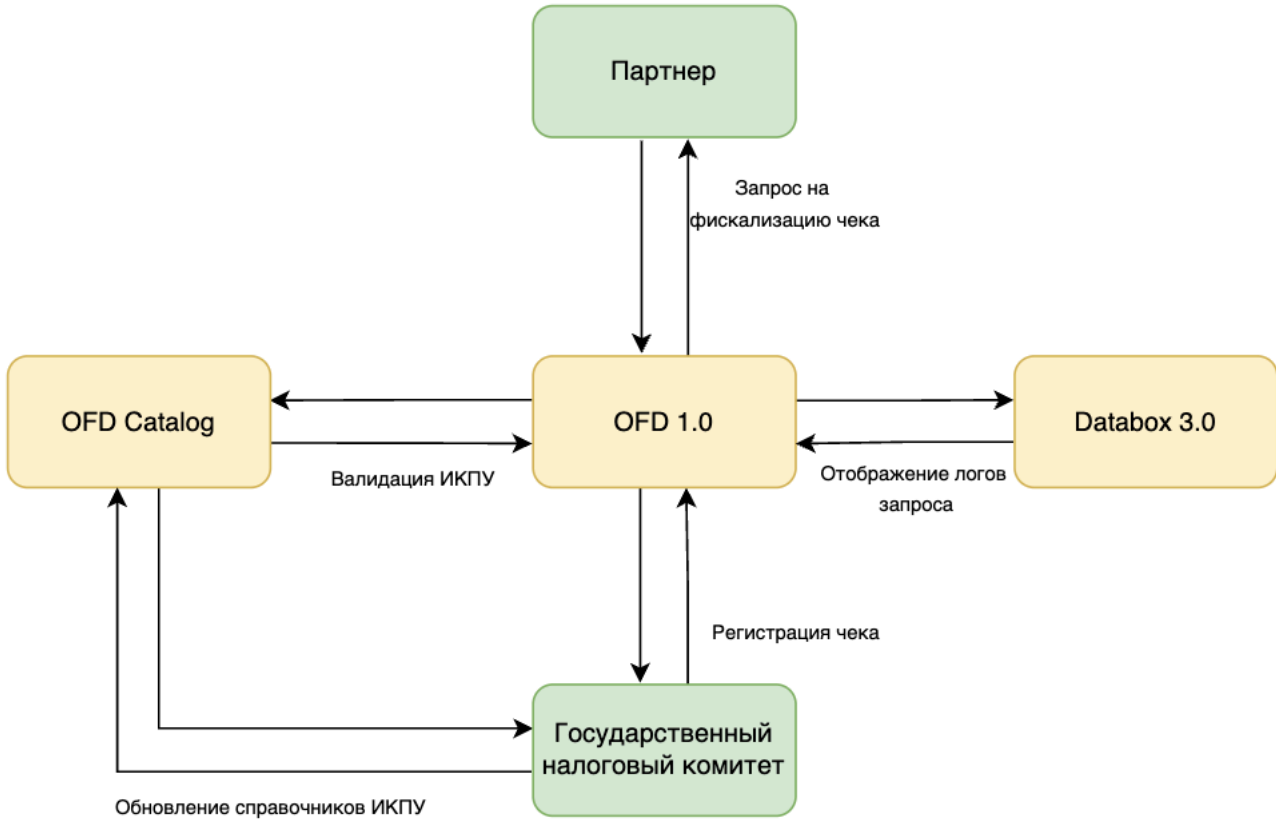 Партнер
Запрос на
фискализацию чека
OFD Catalog
OFD 1.0
Databox 3.0
Валидация ИКПУ
Отображение логов
запроса
Регистрация чека
Государственный
налоговый комитет
Обновление справочников ИКПУ